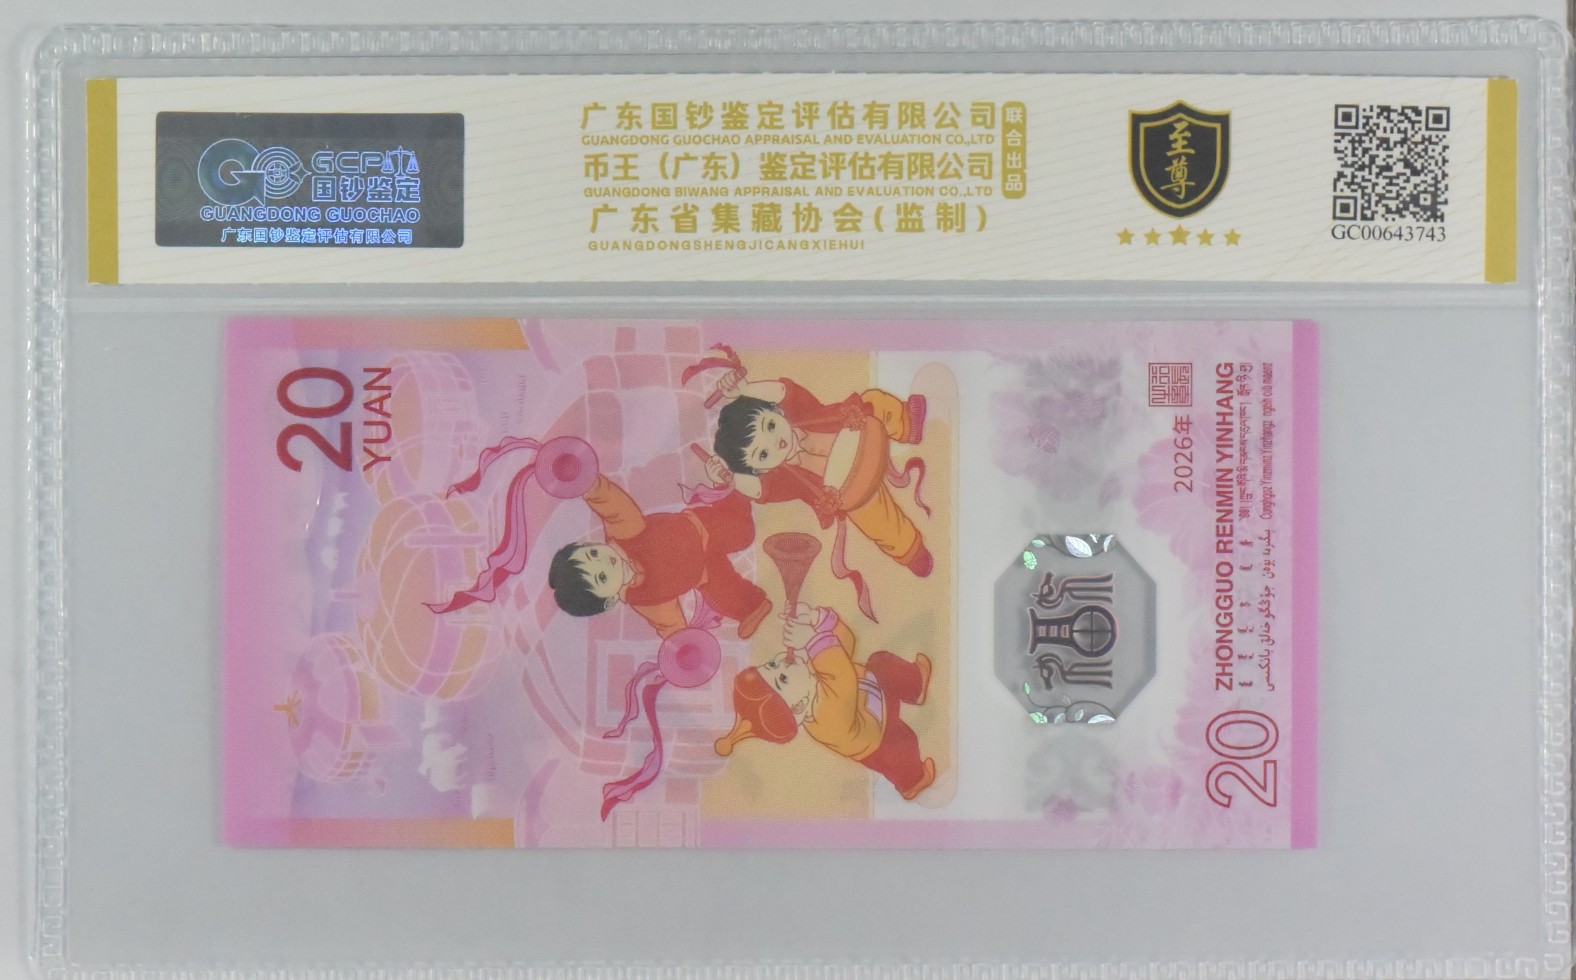 GCP
国钞鉴定
GUANGDONG GUOCHAO
广东国钞鉴定评估有限公司
广东国钞鉴定评估有限公司
GUANGDONG GUOCHAO APPRAISAL AND EVALUATION CO.,LTD
币王（广东）鉴定评估有限公司
GUANGDONG BIWANG APPRAISAL AND EVALUATION CO.,LTD
联合出品
广东省集藏协会(监制)
GUANGDONGSHENGJICANGXIEHUI
至尊
GC00643743
20
YUAN
2026年
ZHONGGUO RENMIN YINHANG
20